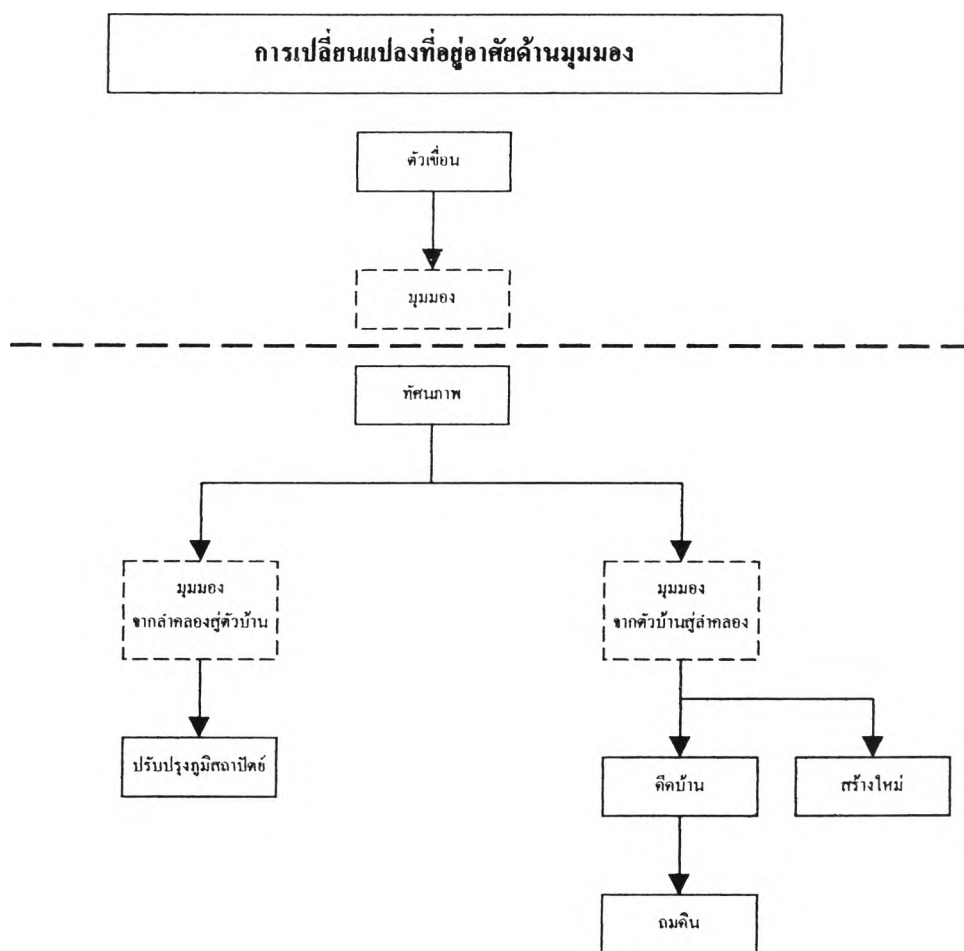 การเปลี่ยนแปลงที่อยู่อาศัยด้านมุมมอง
ตัวเขื่อน
มุมมอง
ทัศนภาพ
มุมมอง
จากลำคลองสู่ตัวบ้าน
มุมมอง
จากตัวบ้านสู่ลำคลอง
ปรับปรุงภูมิสถาปัตย์
ดีดบ้าน
สร้างใหม่
ถมดิน